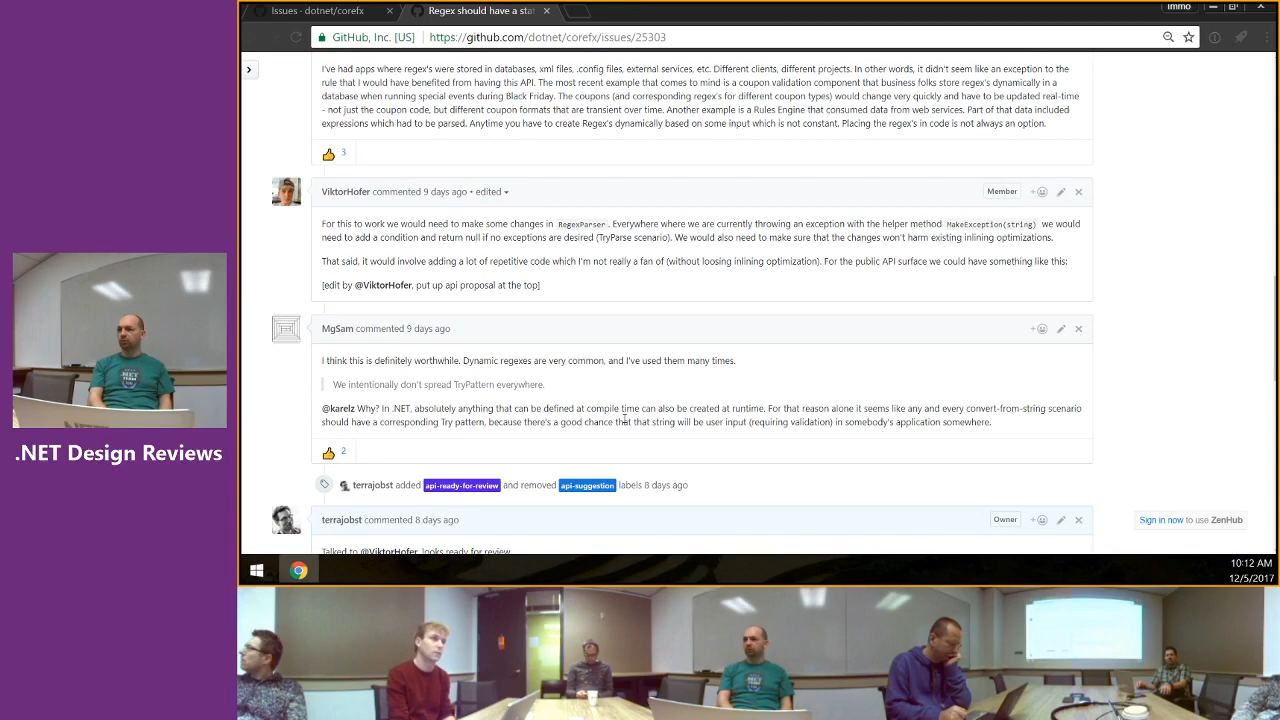 Issues · dotnet/corefx
Regex should have a sta
Immo
GitHub, Inc. [US]
https://github.com/dotnet/corefx/issues/25303
I've had apps where regex's were stored in databases, xml files, .config files, external services, etc. Different clients, different projects. In other words, it didn't seem like an exception to the
rule that I would benefited from having this API. The most recent example that comes to mind is a coupon validation component that business folks store regex's dynamically in a
database when running special events during Black Friday. The coupons (and corresponding regex's for different coupon types) would change very quickly and have to be updated real-time
- not just the coupon code, but different coupon formats that are transient over time. Another example is a Rules Engine that consumed data from web services. Part of that data included
expressions which had to be parsed. Anytime you have to create Regex's dynamically based on some input which is not constant. Placing the regex's in code is not always an option.
3
ViktorHofer commented 9 days ago • edited
Member
For this to work we would need to make some changes in RegexParser. Everywhere where we are currently throwing an exception with the helper method MakeException(string) we would
need to add a condition and return null if no exceptions are desired (TryParse scenario). We would also need to make sure that the changes won't harm existing inlining optimizations.
That said, it would involve adding a lot of repetitive code which I'm not really a fan of (without loosing inlining optimization). For the public API surface we could have something like this:
[edit by @ViktorHofer, put up api proposal at the top]
MgSam commented 9 days ago
I think this is definitely worthwhile. Dynamic regexes are very common, and I've used them many times.
We intentionally don't spread TryPattern everywhere.
@karelz Why? In .NET, absolutely anything that can be defined at compile time can also be created at runtime. For that reason alone it seems like any and every convert-from-string scenario
should have a corresponding Try pattern, because there's a good chance that that string will be user input (requiring validation) in somebody's application somewhere.
2
terrajobst added api-ready-for-review and removed api-suggestion labels 8 days ago
terrajobst commented 8 days ago
Owner
Talked to @ViktorHofer, looks ready for review.
Sign in now to use ZenHub
10:12 AM
12/5/2017
.NET Design Reviews